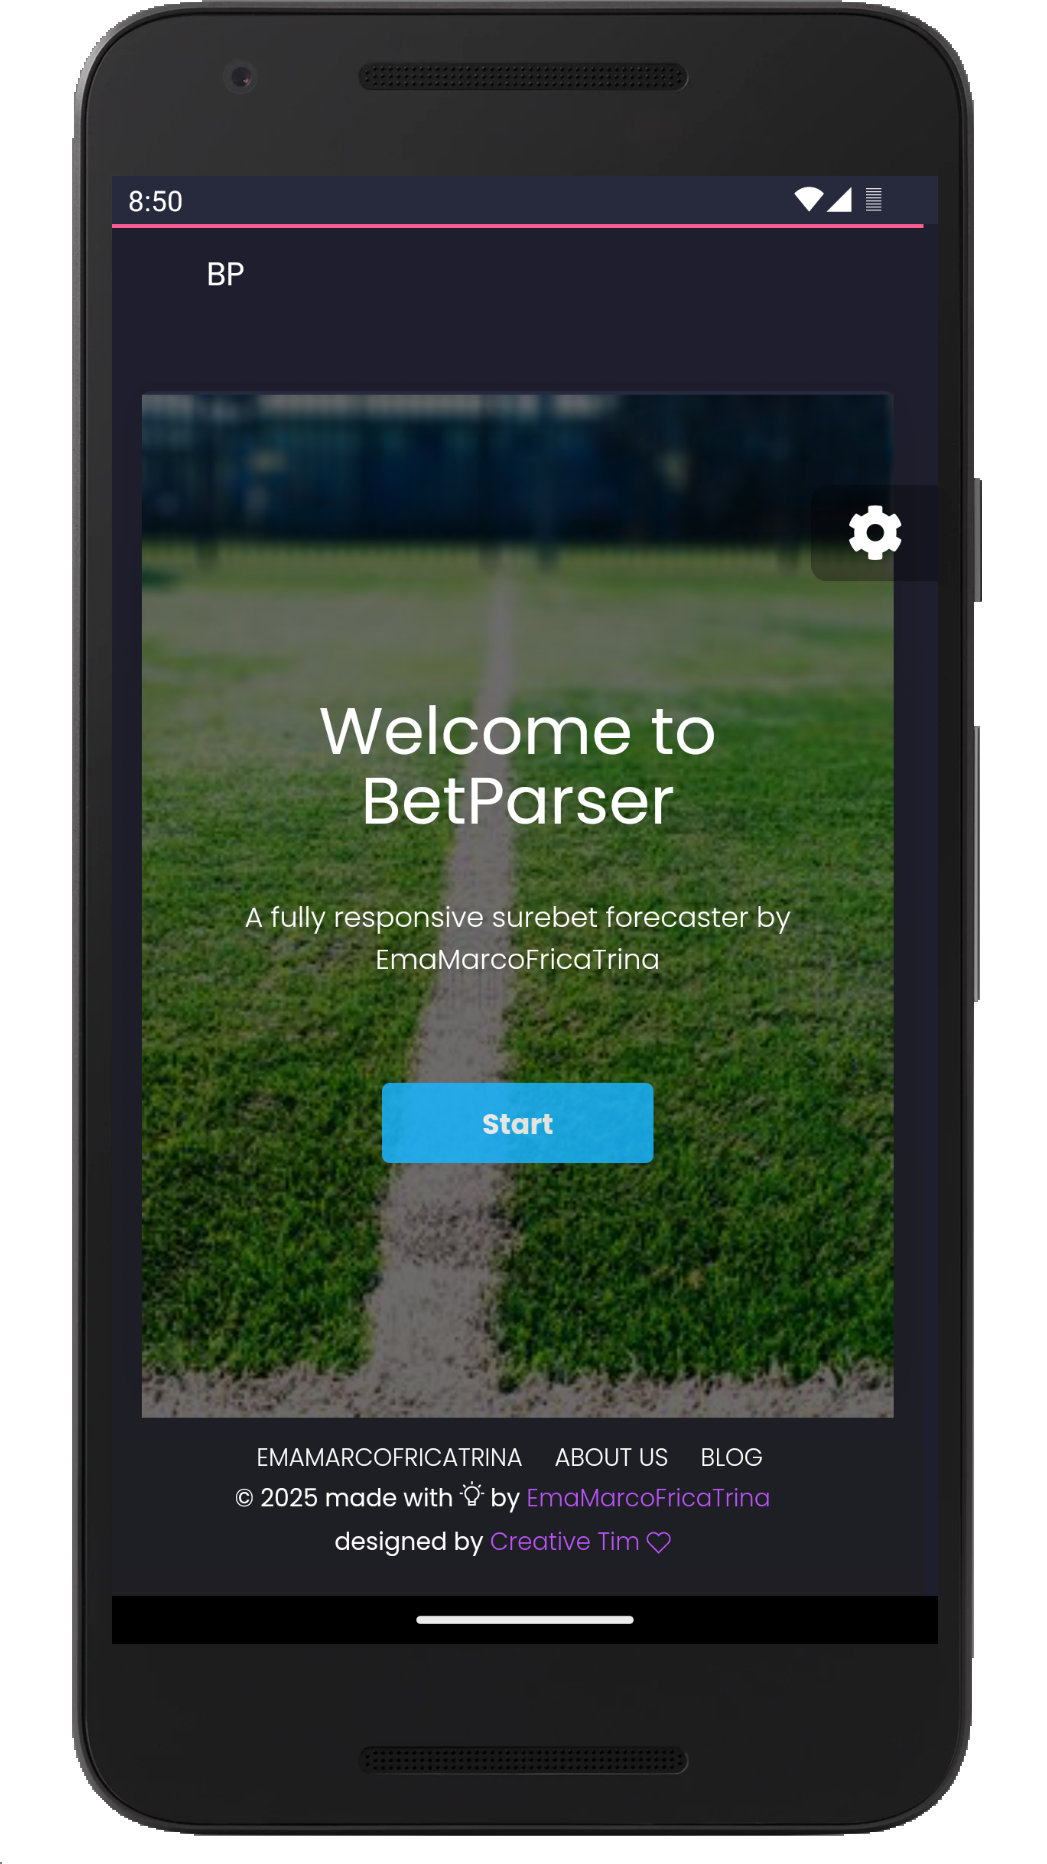 8:50
BP
Welcome to
BetParser
A fully responsive surebet forecaster by
EmaMarcoFricaTrina
Start
EMAMARCOFRICATRINA ABOUT US BLOG
© 2025 made with by EmaMarcoFricaTrina
designed by Creative Tim